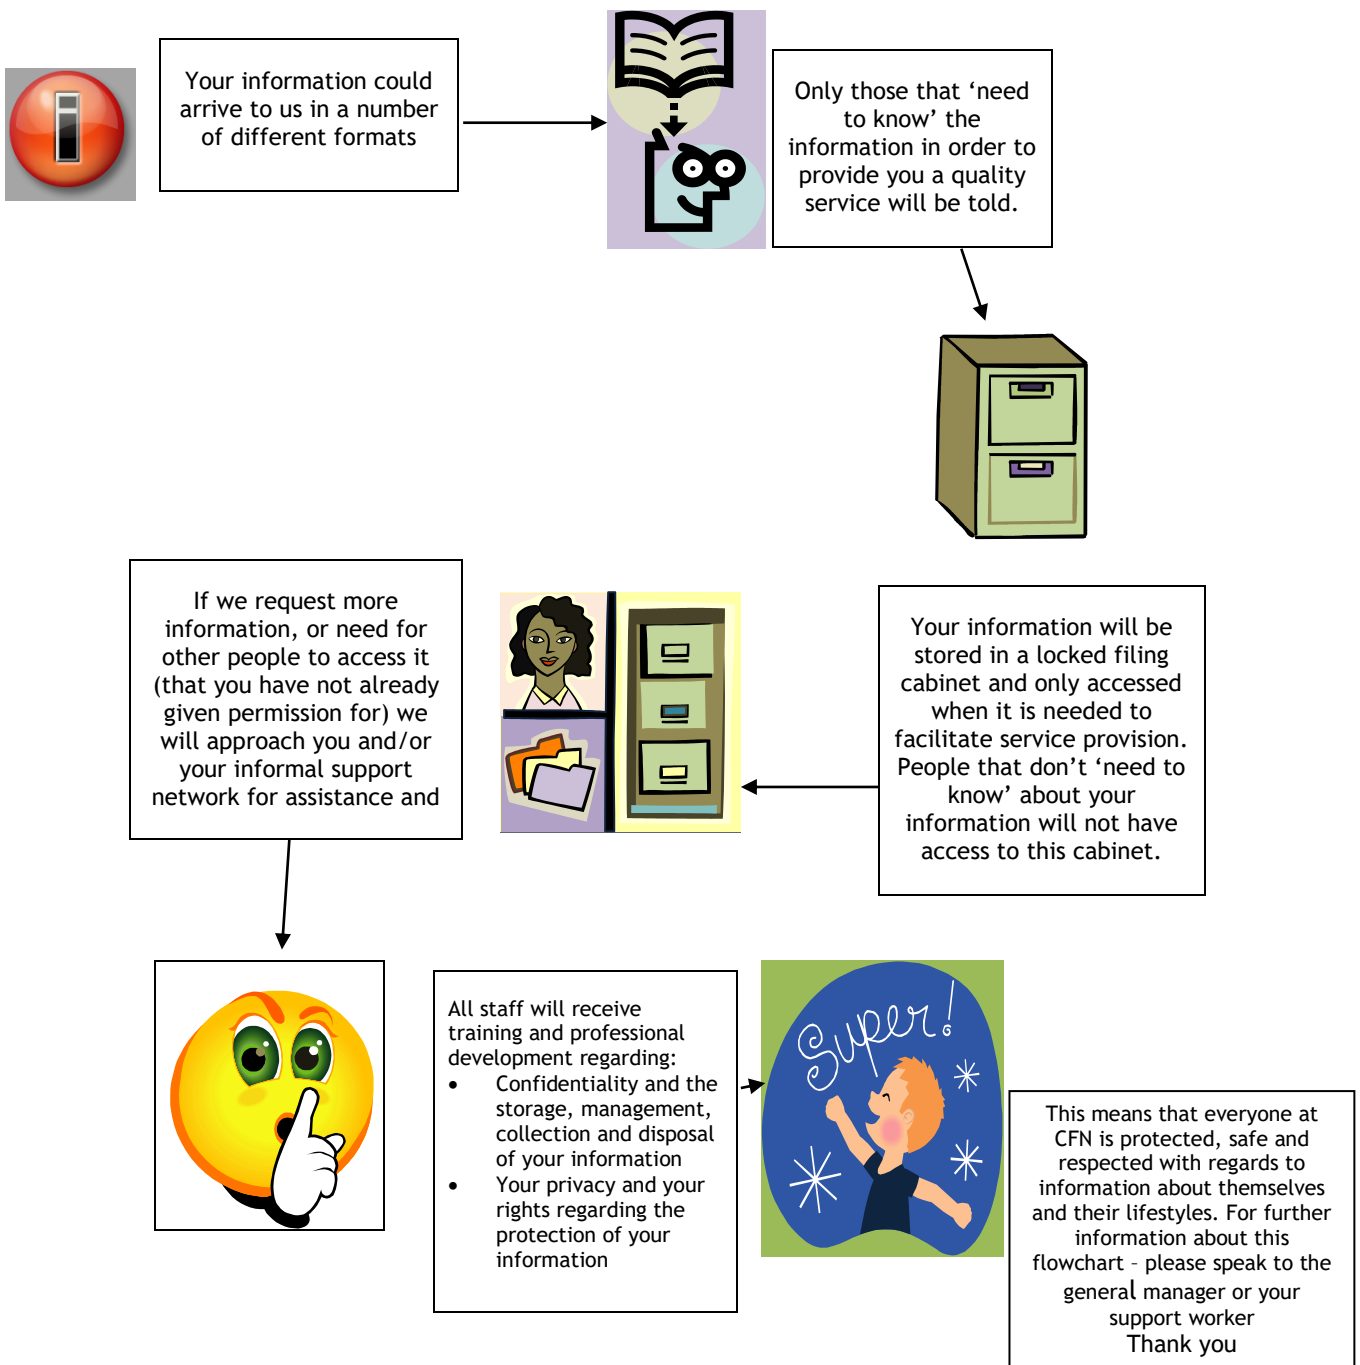 i
Your information could
arrive to us in a number
of different formats
Only those that ‘need
to know’ the
information in order to
provide you a quality
service will be told.
If we request more
information, or need for
other people to access it
(that you have not already
given permission for) we
will approach you and/or
your informal support
network for assistance and
Your information will be
stored in a locked filing
cabinet and only accessed
when it is needed to
facilitate service provision.
People that don’t ‘need to
know’ about your
information will not have
access to this cabinet.
All staff will receive
training and professional
development regarding:
• Confidentiality and the
storage, management,
collection and disposal
of your information
• Your privacy and your
rights regarding the
protection of your
information
Super!
This means that everyone at
CFN is protected, safe and
respected with regards to
information about themselves
and their lifestyles. For further
information about this
flowchart – please speak to the
general manager or your
support worker
Thank you